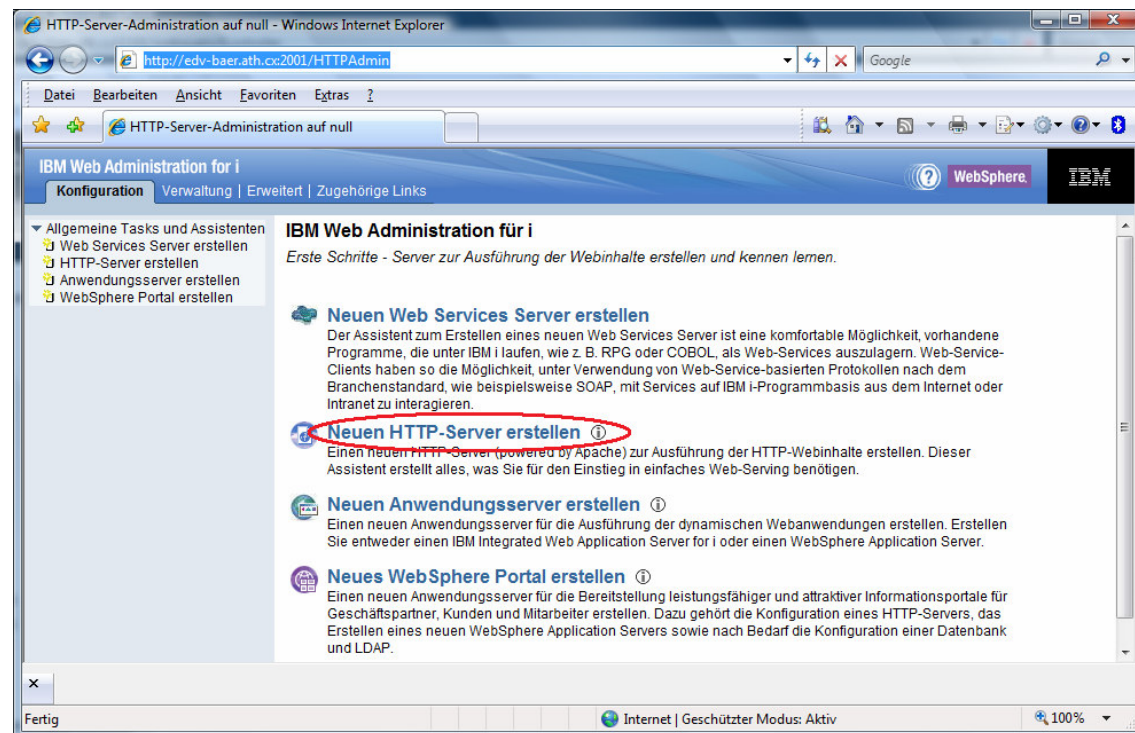 HTTP-Server-Administration auf null - Windows Internet Explorer
http://edv-baer.ath.cx:2001/HTTPAdmin
Google
Datei Bearbeiten Ansicht Favoriten Extras ?
HTTP-Server-Administration auf null
IBM Web Administration for i
Konfiguration Verwaltung | Erweitert | Zugehörige Links
WebSphere.
IBM
Allgemeine Tasks und Assistenten
Web Services Server erstellen
HTTP-Server erstellen
Anwendungsserver erstellen
WebSphere Portal erstellen
IBM Web Administration für i
Erste Schritte - Server zur Ausführung der Webinhalte erstellen und kennen lernen.
Neuen Web Services Server erstellen
Der Assistent zum Erstellen eines neuen Web Services Server ist eine komfortable Möglichkeit, vorhandene
Programme, die unter IBM i laufen, wie z. B. RPG oder COBOL, als Web-Services auszulagern. Web-Service-
Clients haben so die Möglichkeit, unter Verwendung von Web-Service-basierten Protokollen nach dem
Branchenstandard, wie beispielsweise SOAP, mit Services auf IBM i-Programmbasis aus dem Internet oder
Intranet zu interagieren.
Neuen HTTP-Server erstellen
Einen neuen HTTP-Server (powered by Apache) zur Ausführung der HTTP-Webinhalte erstellen. Dieser
Assistent erstellt alles, was Sie für den Einstieg in einfaches Web-Serving benötigen.
Neuen Anwendungsserver erstellen
Einen neuen Anwendungsserver für die Ausführung der dynamischen Webanwendungen erstellen. Erstellen
Sie entweder einen IBM Integrated Web Application Server for i oder einen WebSphere Application Server.
Neues WebSphere Portal erstellen
Einen neuen Anwendungsserver für die Bereitstellung leistungsfähiger und attraktiver Informationsportale für
Geschäftspartner, Kunden und Mitarbeiter erstellen. Dazu gehört die Konfiguration eines HTTP-Servers, das
Erstellen eines neuen WebSphere Application Servers sowie nach Bedarf die Konfiguration einer Datenbank
und LDAP.
Fertig
Internet | Geschützter Modus: Aktiv
100%